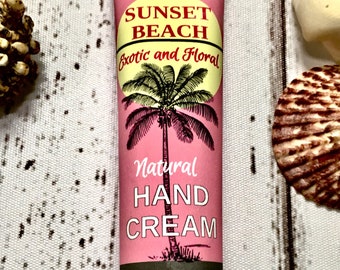 SUNSET
BEACH
Exotic and Floral
Natural
HAND
CREAM